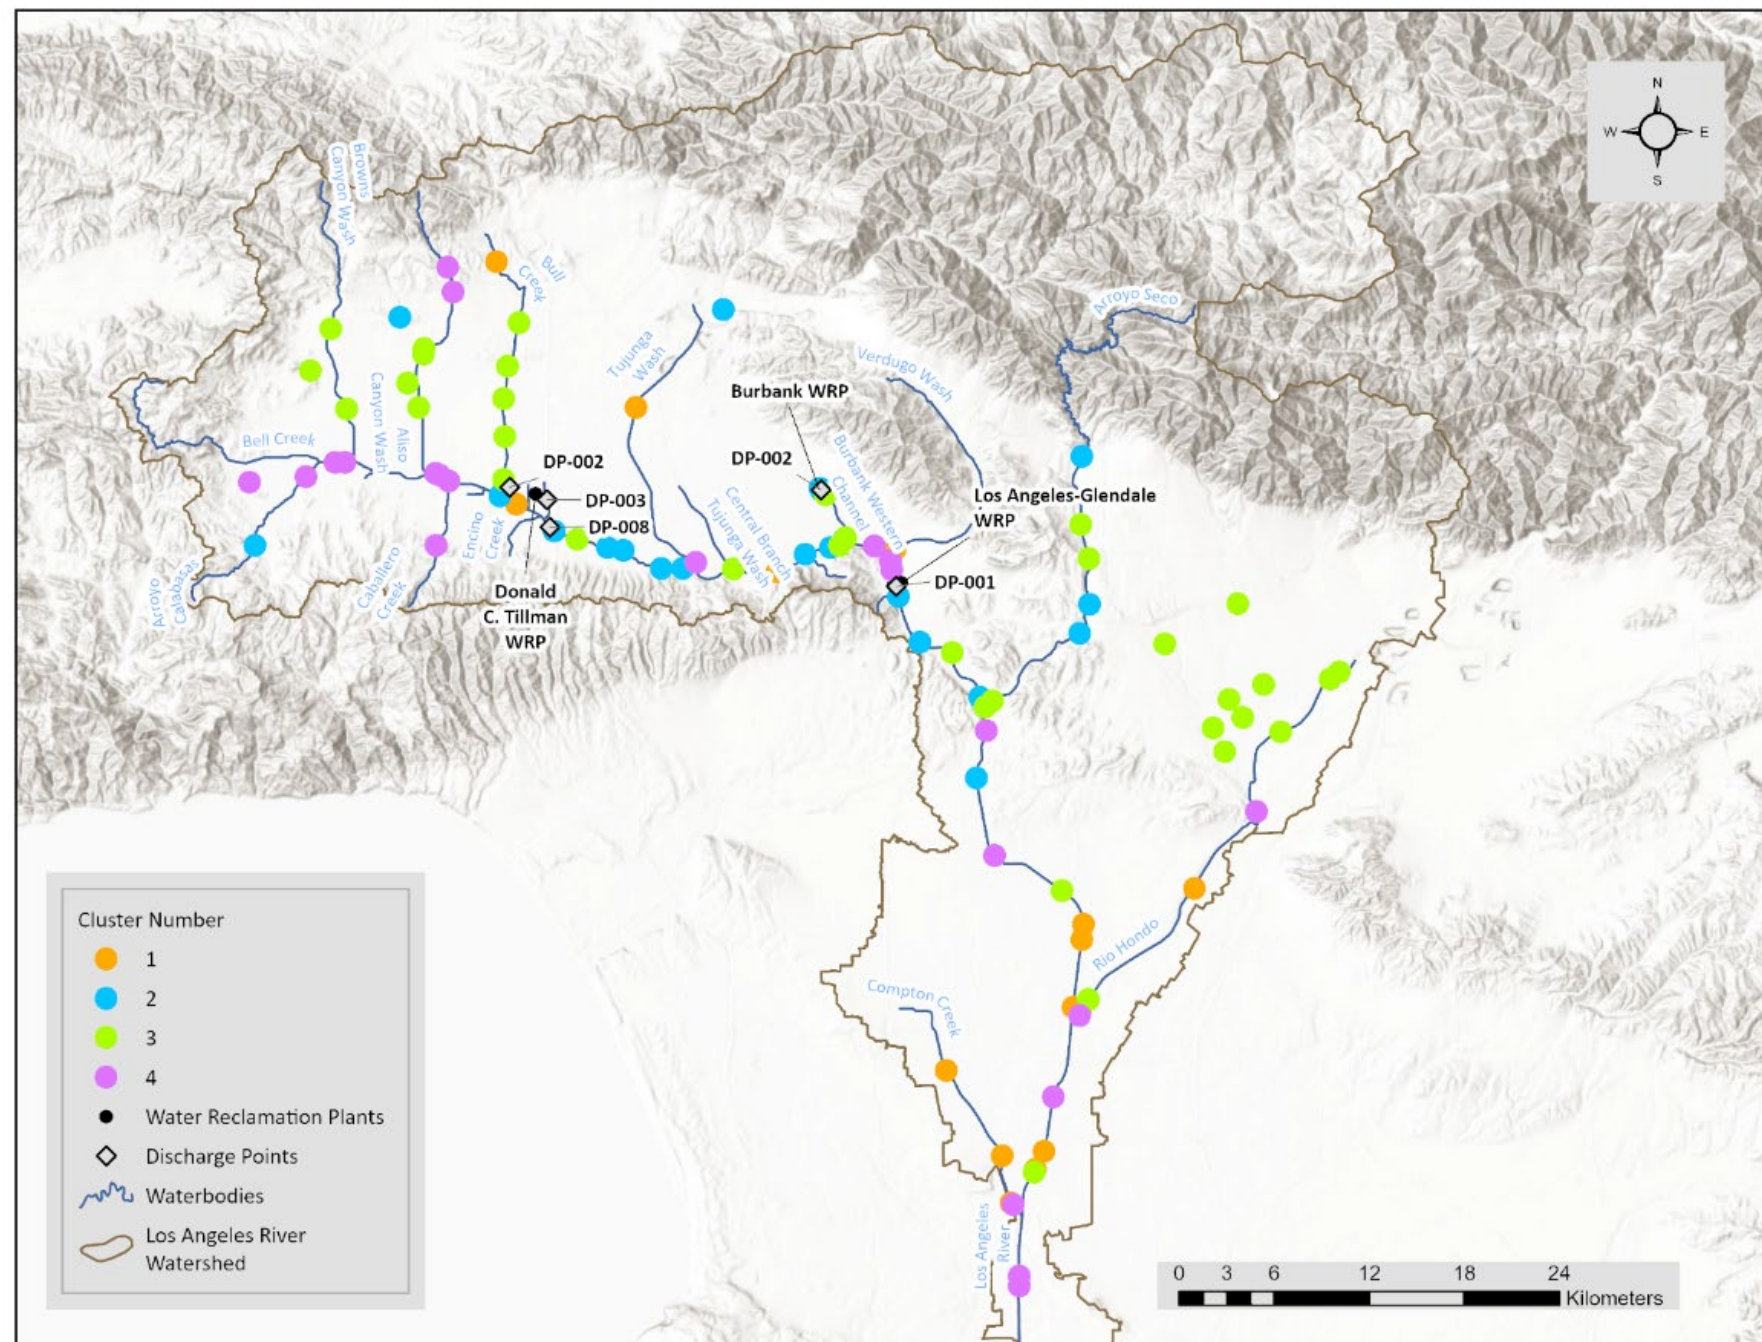 N
W E
S
Browns
Canyon Wash
Bull
Creek
Arroyo Seco
Tujunga
Wash
Verdugo Wash
Burbank WRP
Canyon Wash
Aliso
Bell Creek
DP-002
DP-002
Burbank Western
Channel
Los Angeles-Glendale
WRP
DP-003
Central Branch
Tujunga Wash
Encino
Creek
DP-008
Arroyo
Calabasas
Caballero
Creek
DP-001
Donald
C. Tillman
WRP
Rio Hondo
Compton Creek
Los Angeles
River
Cluster Number
1
2
3
4
Water Reclamation Plants
Discharge Points
Waterbodies
Los Angeles River
Watershed
0 3 6 12 18 24
Kilometers